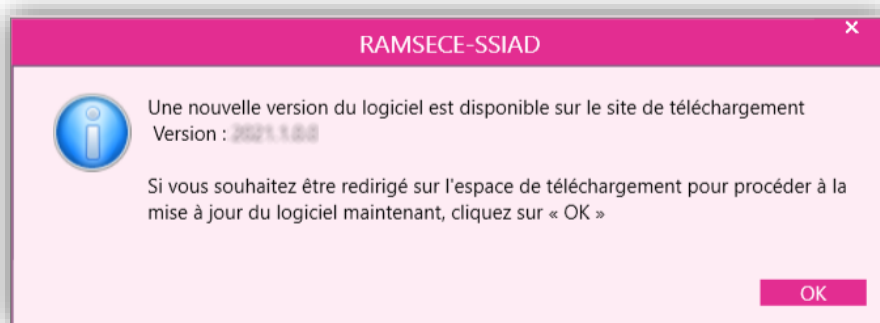 RAMSECE-SSIAD
Une nouvelle version du logiciel est disponible sur le site de téléchargement
Version :
Si vous souhaitez être redirigé sur l'espace de téléchargement pour procéder à la
mise à jour du logiciel maintenant, cliquez sur « OK »
OK